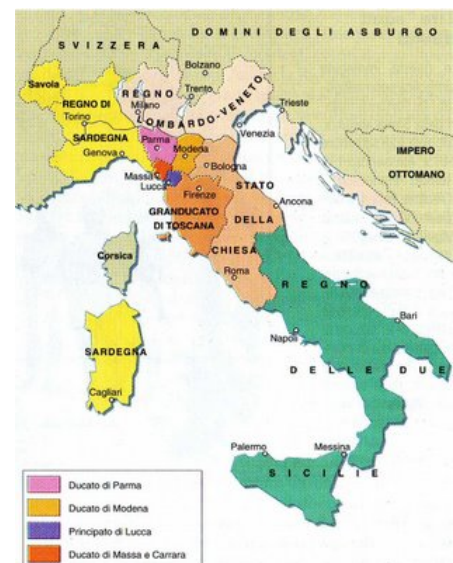 SVIZZERA
DOMINI DEGLI ASBURGO
Bolzano
Savoia
REGNO
Trento
Milano
LOMBARDO-VENETO
REGNO DI
Torino
Trieste
Venezia
SARDEGNA
Parma
Modena
Genova
Bologna
IMPERO
OTTOMANO
Massa
Lucca
Firenze
STATO
Ancona
GRANDUCATO
DI TOSCANA
DELLA
CHIESA
Corsica
Roma
REGNO
Bari
Napoli
SARDEGNA
DELLE DUE
Cagliari
Palermo
Messina
SICILIE
Ducato di Parma
Ducato di Modena
Principato di Lucca
Ducato di Massa e Carrara